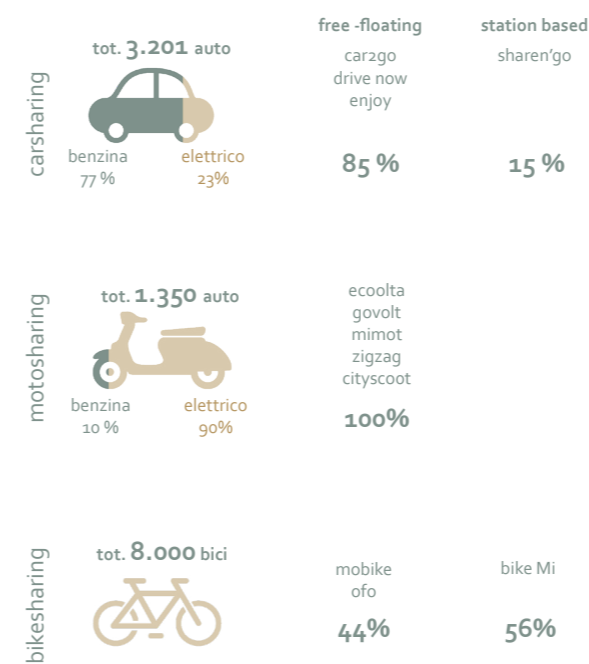 free -floating
station based
carsharing
tot. 3.201 auto
benzina
77 %
elettrico
23%
car2go
drive now
enjoy
85 %
sharen'go
15 %
motosharing
tot. 1.350 auto
benzina
10 %
elettrico
90%
ecoolta
govolt
mimot
zigzag
cityscoot
100%
bikesharing
tot. 8.000 bici
mobike
ofo
44%
bike Mi
56%